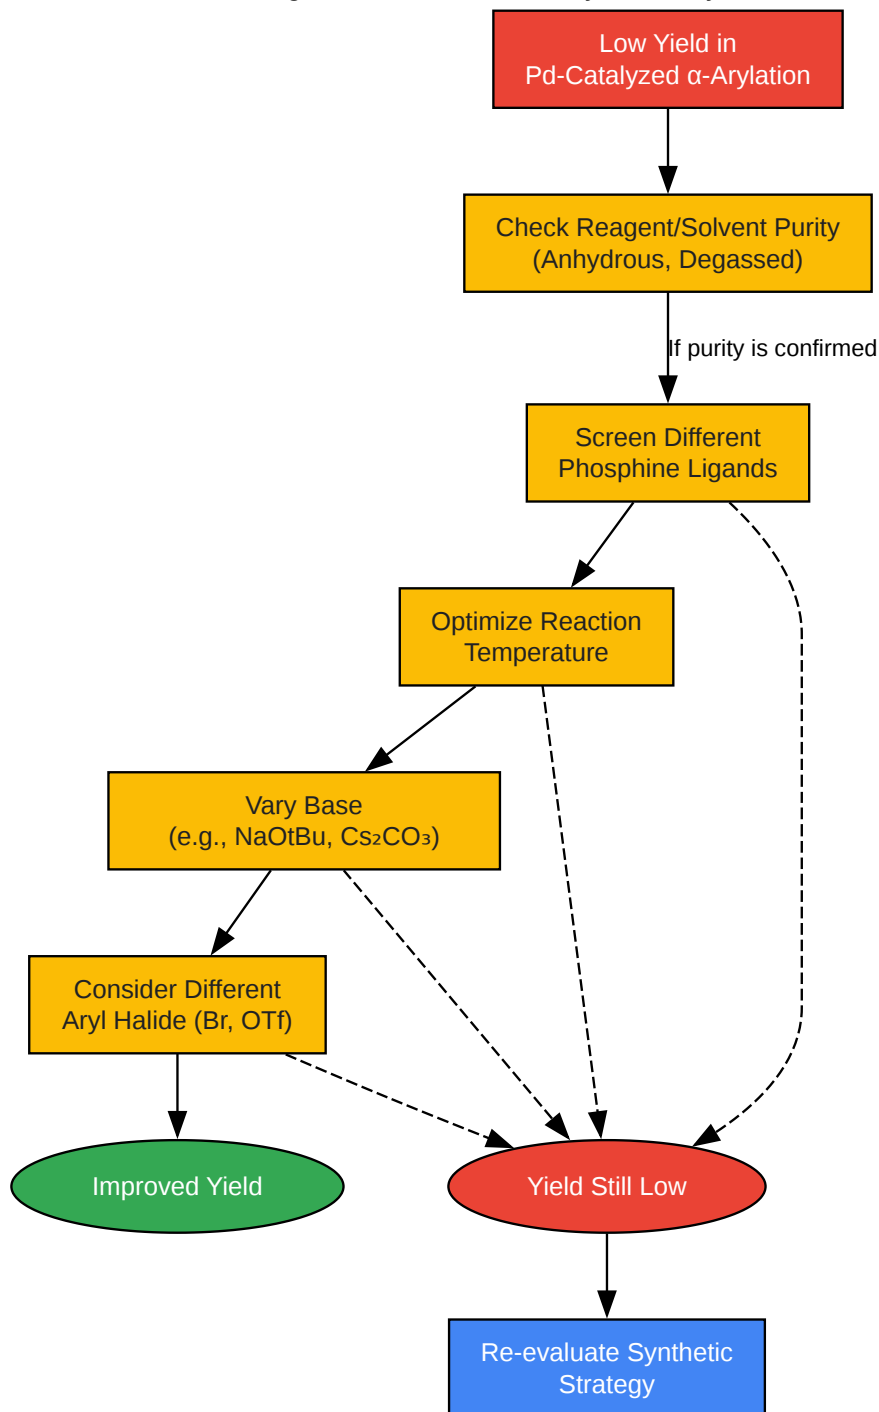 Low Yield in
Pd-Catalyzed α-Arylation
Check Reagent/Solvent Purity
(Anhydrous, Degassed)
If purity is confirmed
Screen Different
Phosphine Ligands
Optimize Reaction
Temperature
Vary Base
(e.g., NaOtBu, Cs₂CO₃)
Consider Different
Aryl Halide (Br, OTf)
Improved Yield
Yield Still Low
Re-evaluate Synthetic
Strategy